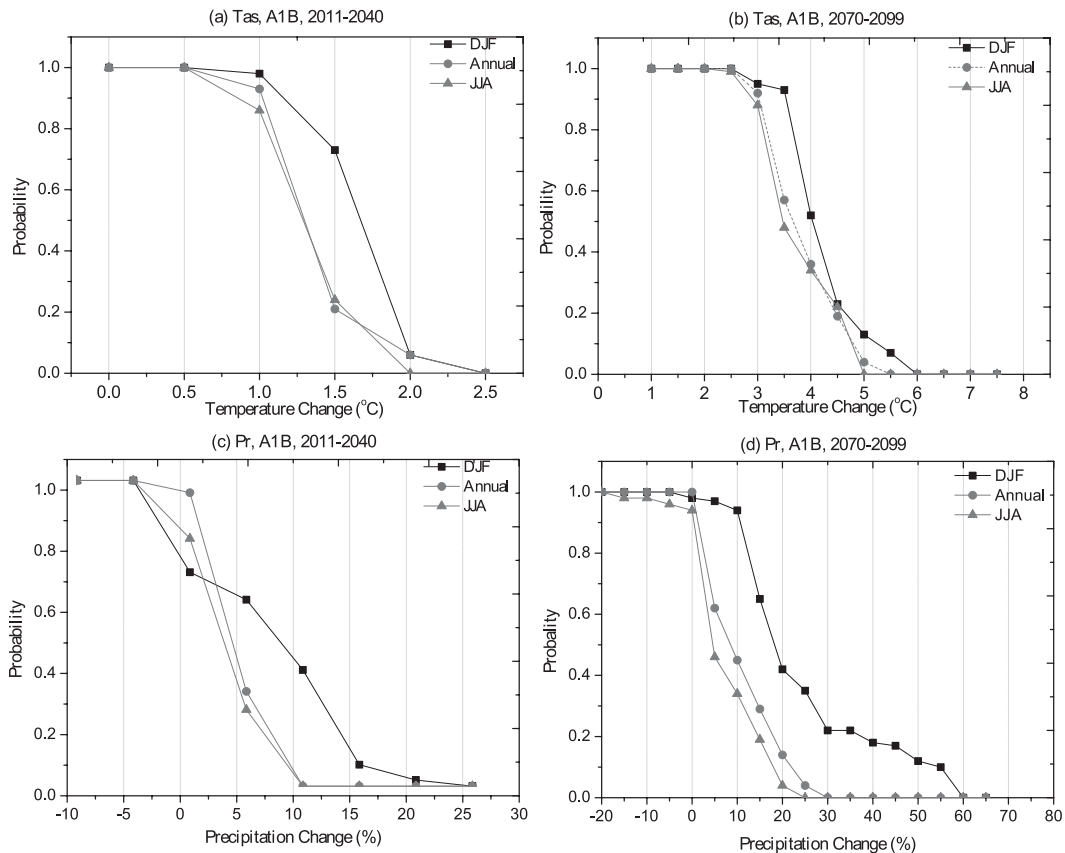 (a) Tas, A1B, 2011-2040
DJF
Annual
JJA
1.0
0.8
0.6
0.4
0.2
0.0
Probability
0.0 0.5 1.0 1.5 2.0 2.5
Temperature Change (°C)
(b) Tas, A1B, 2070-2099
DJF
Annual
JJA
1.0
0.8
0.6
0.4
0.2
0.0
Probalility
0 1 2 3 4 5 6 7 8
Temperature Change (°C)
(c) Pr, A1B, 2011-2040
DJF
Annual
JJA
1.0
0.8
0.6
0.4
0.2
0.0
Probability
-10 -5 0 5 10 15 20 25 30
Precipitation Change (%)
(d) Pr, A1B, 2070-2099
DJF
Annual
JJA
1.0
0.8
0.6
0.4
0.2
0.0
Probality
-20 -10 0 10 20 30 40 50 60 70 80
Precipitation Change (%)